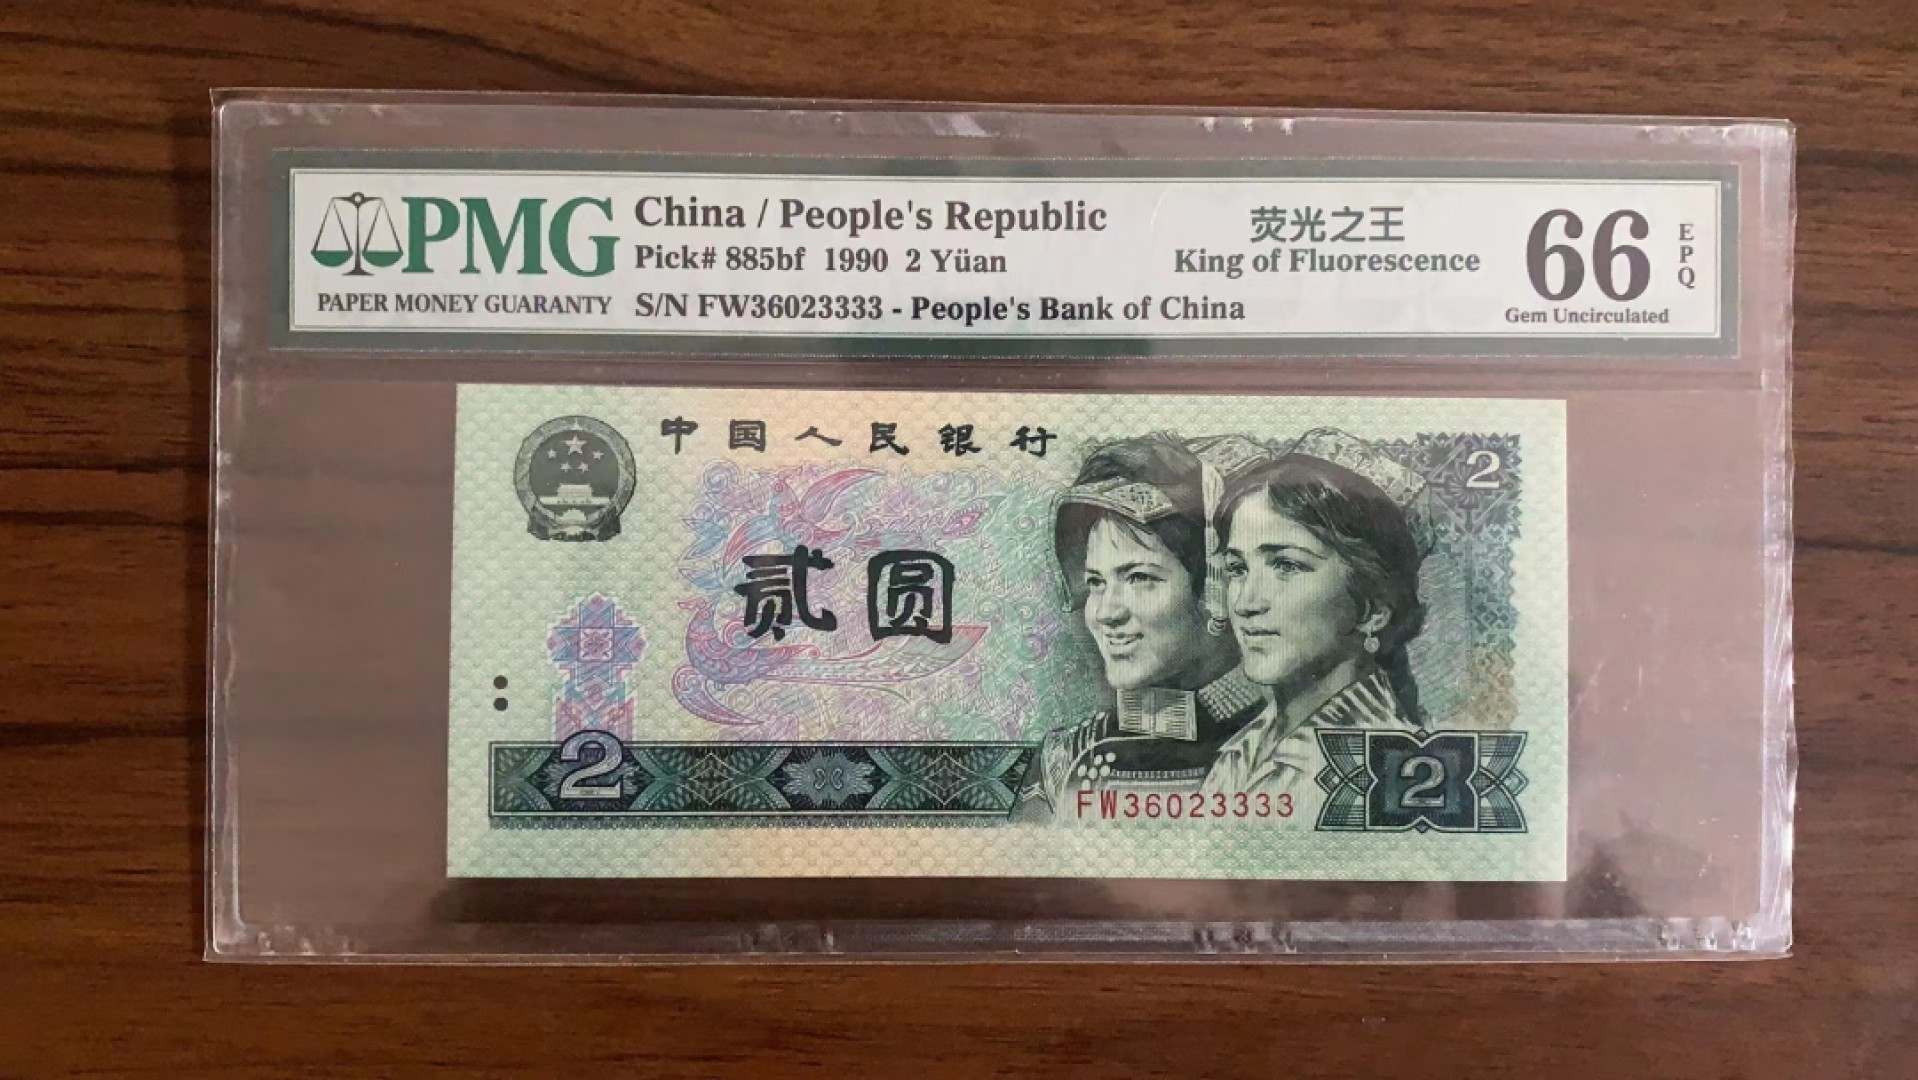 PMG
PAPER MONEY GUARANTY
China / People's Republic
Pick# 885bf 1990 2 Yüan
S/N FW36023333 - People's Bank of China
荧光之王
King of Fluorescence
66
EPQ
Gem Uncirculated
中国人民银行
2
贰圆
2
FW36023333
2